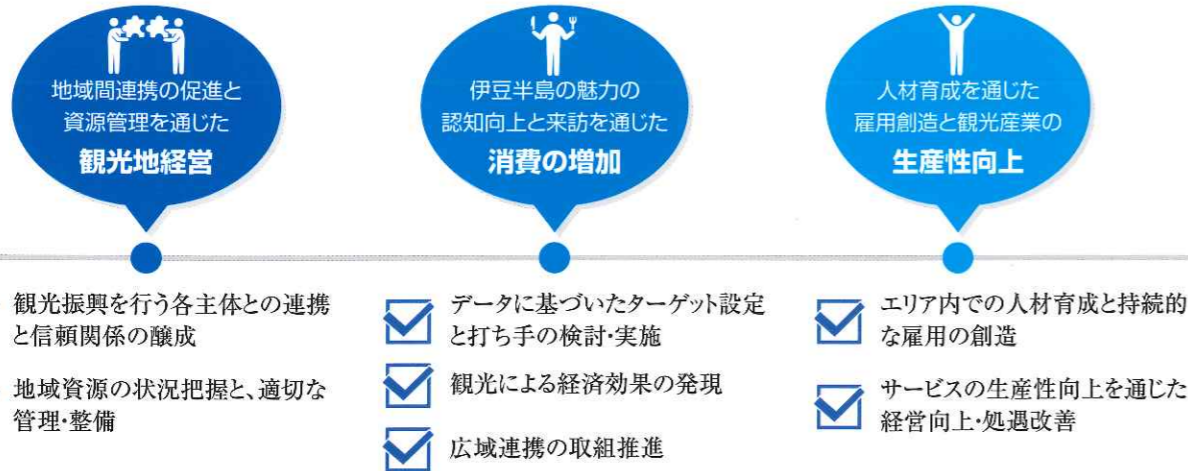 地域間連携の促進と
資源管理を通じた
観光地経営
伊豆半島の魅力の
認知向上と来訪を通じた
消費の増加
人材育成を通じた
雇用創造と観光産業の
生産性向上
観光振興を行う各主体との連携
と信頼関係の醸成
地域資源の状況把握と、適切な
管理・整備
データに基づいたターゲット設定
と打ち手の検討・実施
観光による経済効果の発現
広域連携の取組推進
エリア内での人材育成と持続的
な雇用の創造
サービスの生産性向上を通じた
経営向上・処遇改善